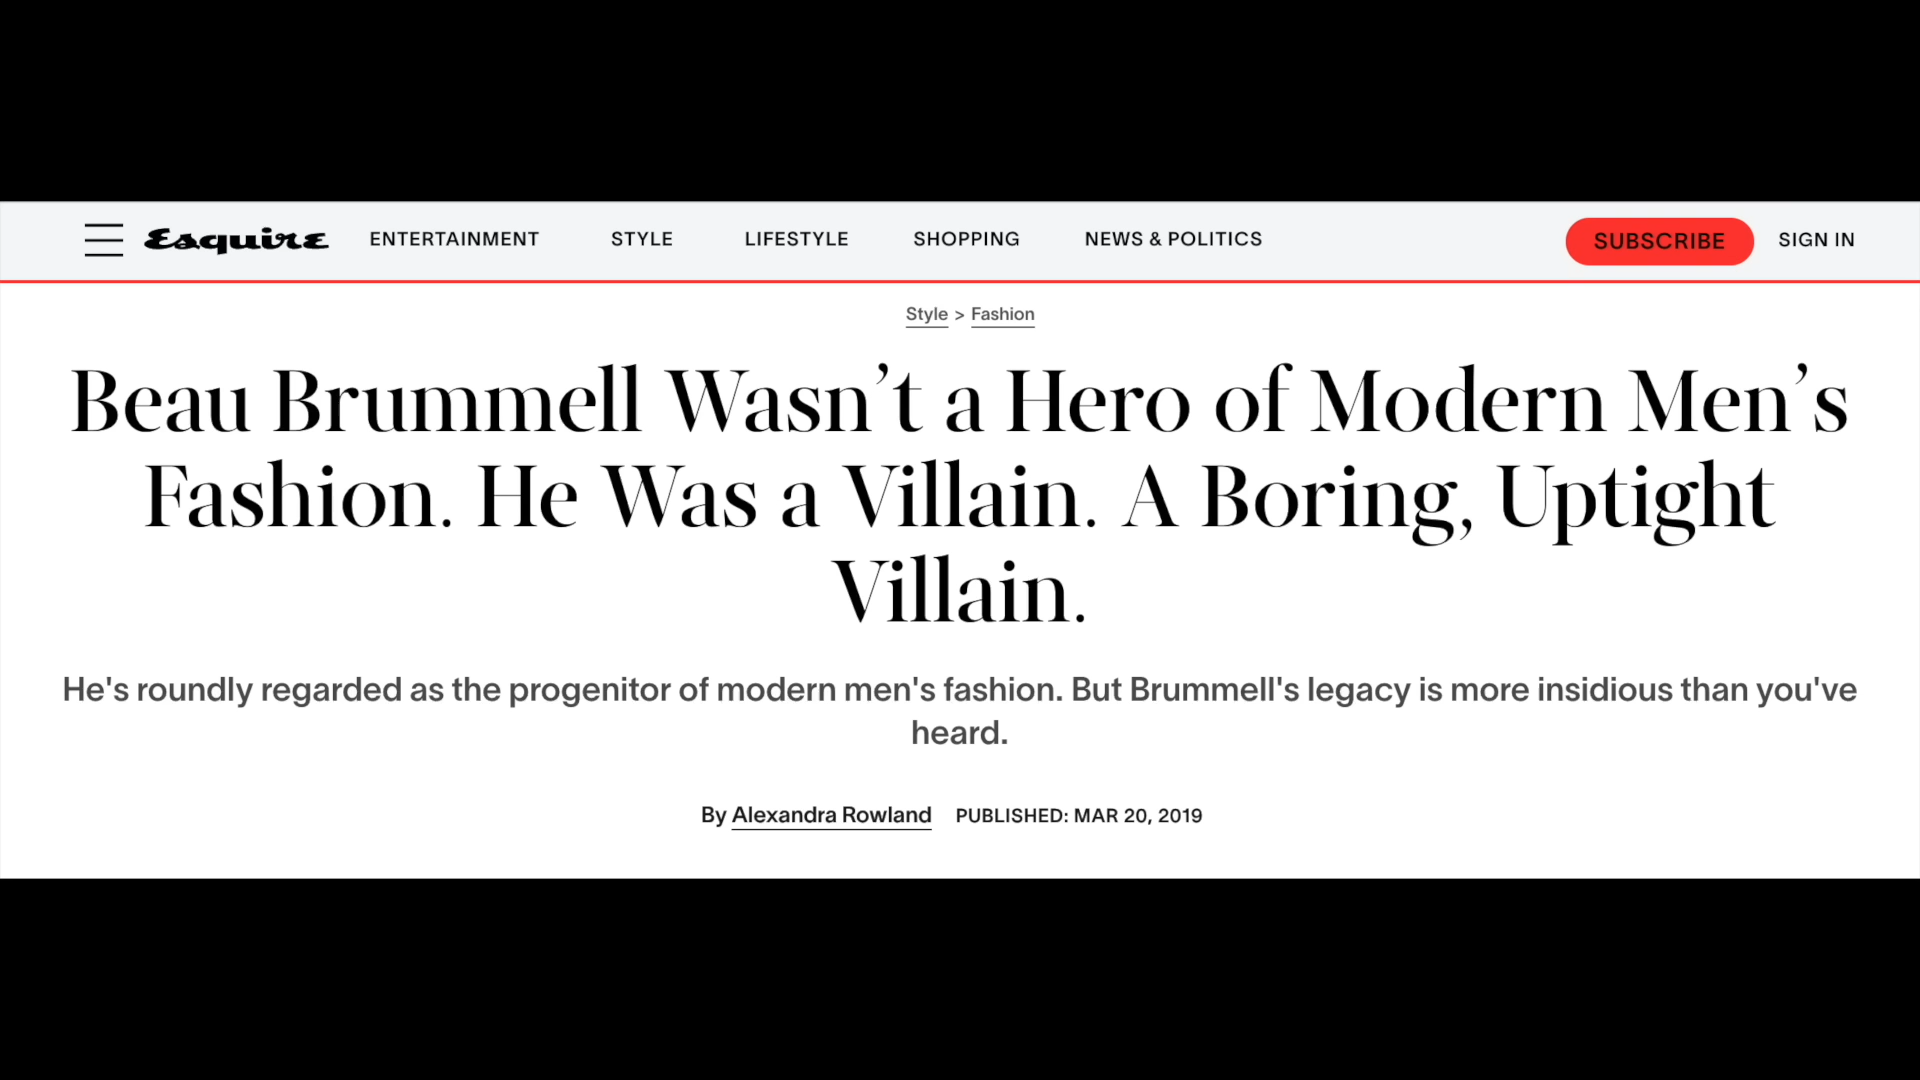 Esquire ENTERTAINMENT STYLE LIFESTYLE SHOPPING NEWS & POLITICS SUBSCRIBE SIGN IN
Style > Fashion
Beau Brummell Wasn’t a Hero of Modern Men’s
Fashion. He Was a Villain. A Boring, Uptight
Villain.
He's roundly regarded as the progenitor of modern men's fashion. But Brummell's legacy is more insidious than you've
heard.
By Alexandra Rowland PUBLISHED: MAR 20, 2019